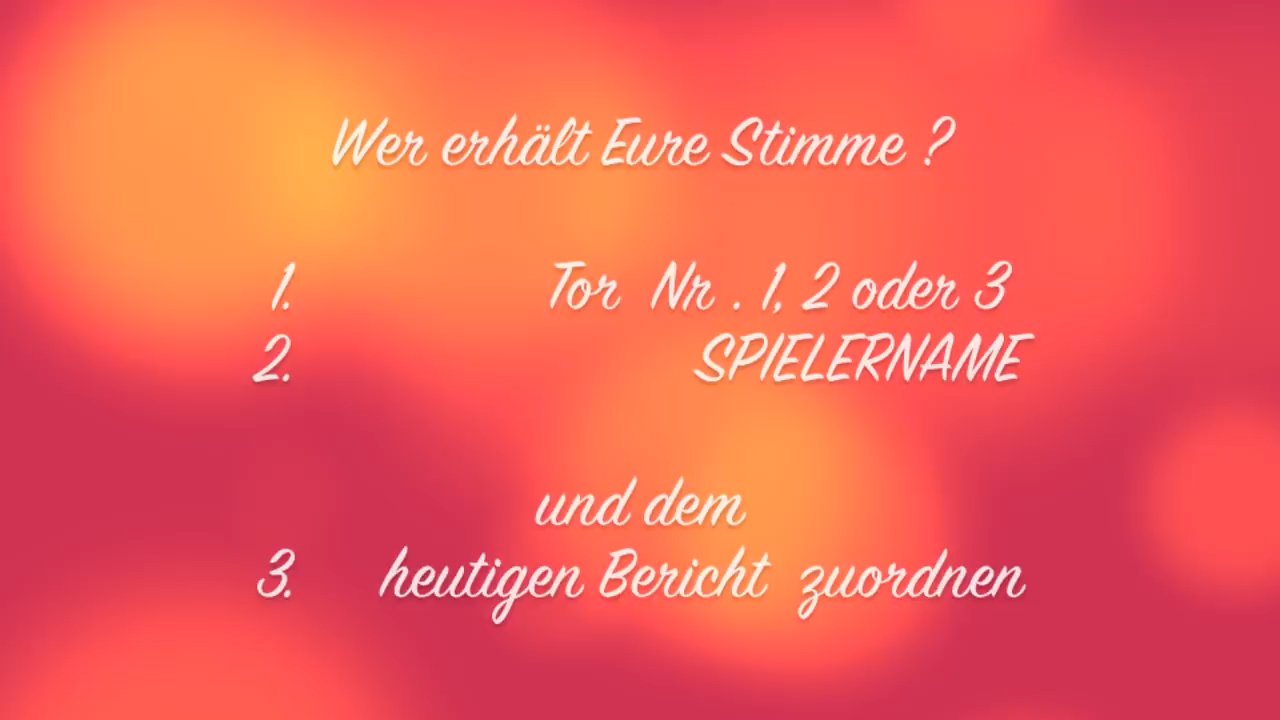 Wer erhält Eure Stimme ?
1. Tor Nr . 1, 2 oder 3
2. SPIELERNAME
und dem
3. heutigen Bericht zuordnen